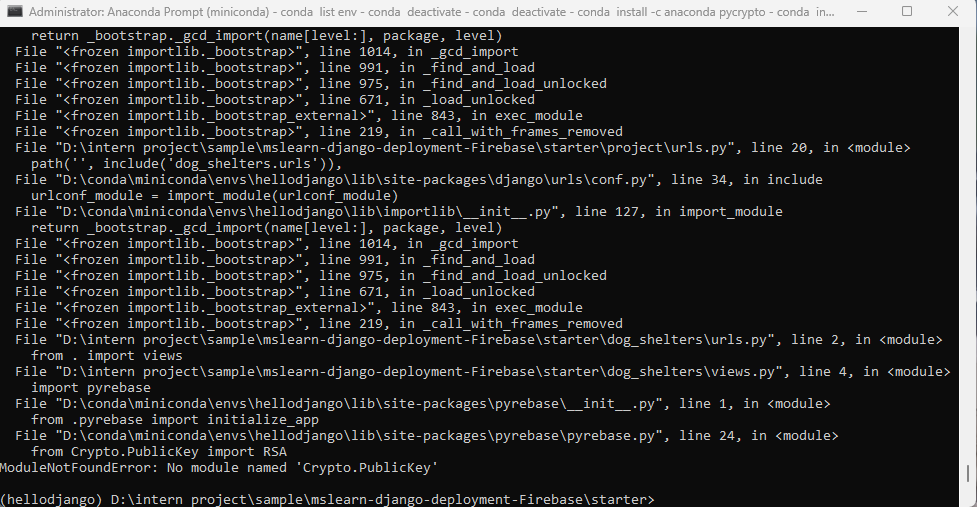 Administrator: Anaconda Prompt (miniconda) - conda  list env - conda  deactivate - conda  deactivate - conda  install -c anaconda pycrypto - conda  in...
    return _bootstrap._gcd_import(name[level:], package, level)
  File "<frozen importlib._bootstrap>", line 1014, in _gcd_import
  File "<frozen importlib._bootstrap>", line 991, in _find_and_load
  File "<frozen importlib._bootstrap>", line 975, in _find_and_load_unlocked
  File "<frozen importlib._bootstrap>", line 671, in _load_unlocked
  File "<frozen importlib._bootstrap_external>", line 843, in exec_module
  File "<frozen importlib._bootstrap>", line 219, in _call_with_frames_removed
  File "D:\intern project\sample\mslearn-django-deployment-Firebase\starter\project\urls.py", line 20, in <module>
    path('', include('dog_shelters.urls')),
  File "D:\conda\miniconda\envs\hellodjango\lib\site-packages\django\urls\conf.py", line 34, in include
    urlconf_module = import_module(urlconf_module)
  File "D:\conda\miniconda\envs\hellodjango\lib\importlib\__init__.py", line 127, in import_module
    return _bootstrap._gcd_import(name[level:], package, level)
  File "<frozen importlib._bootstrap>", line 1014, in _gcd_import
  File "<frozen importlib._bootstrap>", line 991, in _find_and_load
  File "<frozen importlib._bootstrap>", line 975, in _find_and_load_unlocked
  File "<frozen importlib._bootstrap>", line 671, in _load_unlocked
  File "<frozen importlib._bootstrap_external>", line 843, in exec_module
  File "<frozen importlib._bootstrap>", line 219, in _call_with_frames_removed
  File "D:\intern project\sample\mslearn-django-deployment-Firebase\starter\dog_shelters\urls.py", line 2, in <module>
    from . import views
  File "D:\intern project\sample\mslearn-django-deployment-Firebase\starter\dog_shelters\views.py", line 4, in <module>
    import pyrebase
  File "D:\conda\miniconda\envs\hellodjango\lib\site-packages\pyrebase\__init__.py", line 1, in <module>
    from .pyrebase import initialize_app
  File "D:\conda\miniconda\envs\hellodjango\lib\site-packages\pyrebase\pyrebase.py", line 24, in <module>
    from Crypto.PublicKey import RSA
ModuleNotFoundError: No module named 'Crypto.PublicKey'

(hellodjango) D:\intern project\sample\mslearn-django-deployment-Firebase\starter>